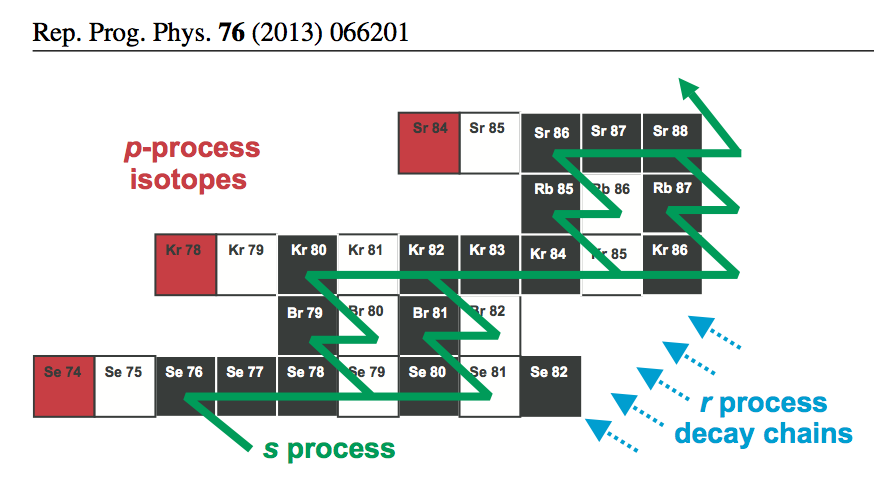 Rep. Prog. Phys. 76 (2013) 066201
p-process
isotopes
Sr 84 Sr 85 Sr 86 Sr 87 Sr 88
Rb 85 Rb 86 Rb 87
Kr 78 Kr 79 Kr 80 Kr 81 Kr 82 Kr 83 Kr 84 Kr 85 Kr 86
Br 79 Br 80 Br 81 Br 82
Se 74 Se 75 Se 76 Se 77 Se 78 Se 79 Se 80 Se 81 Se 82
r process
decay chains
s process